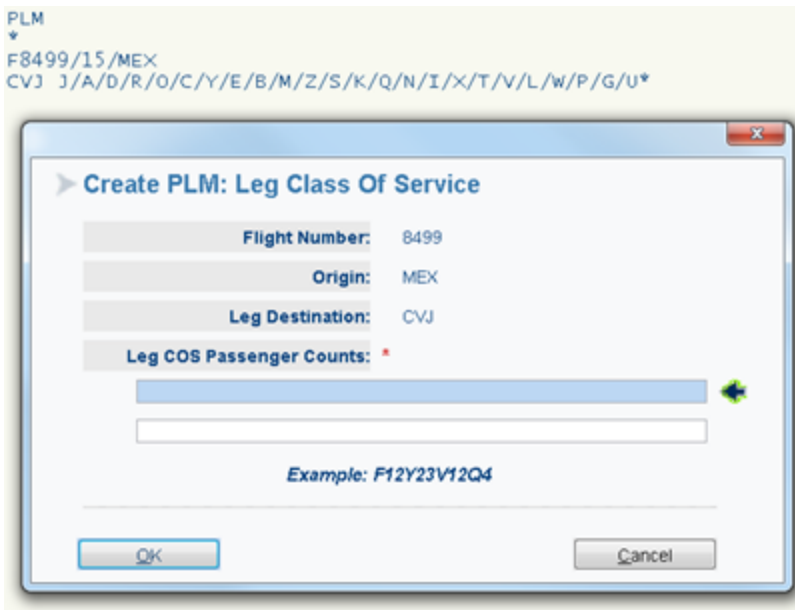 PLM
*
F8499/15/MEX
CVJ J/A/D/R/O/C/Y/E/B/M/Z/S/K/Q/N/I/X/T/V/L/W/P/G/U*
Create PLM: Leg Class Of Service
Flight Number: 8499
Origin: MEX
Leg Destination: CVJ
Leg COS Passenger Counts: *
Example: F12Y23V12Q4
OK Cancel